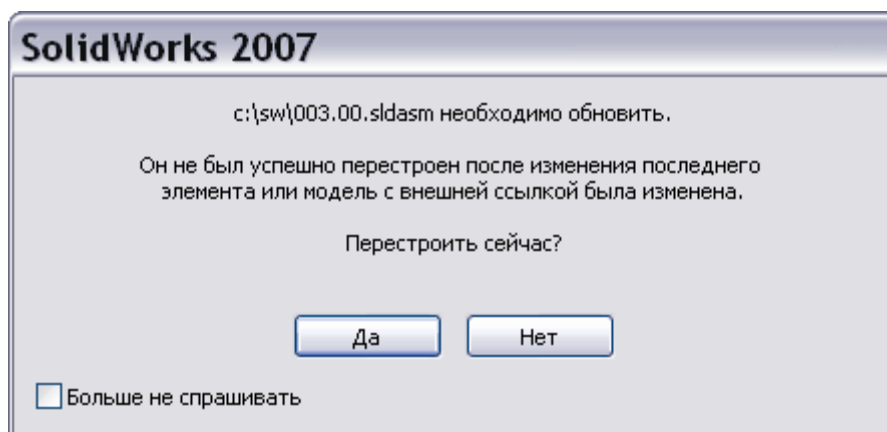 SolidWorks 2007
c:\sw\003.00.sldasm необходимо обновить.
Он не был успешно перестроен после изменения последнего
элемента или модель с внешней ссылкой была изменена.
Перестроить сейчас?
Да
Нет
Больше не спрашивать